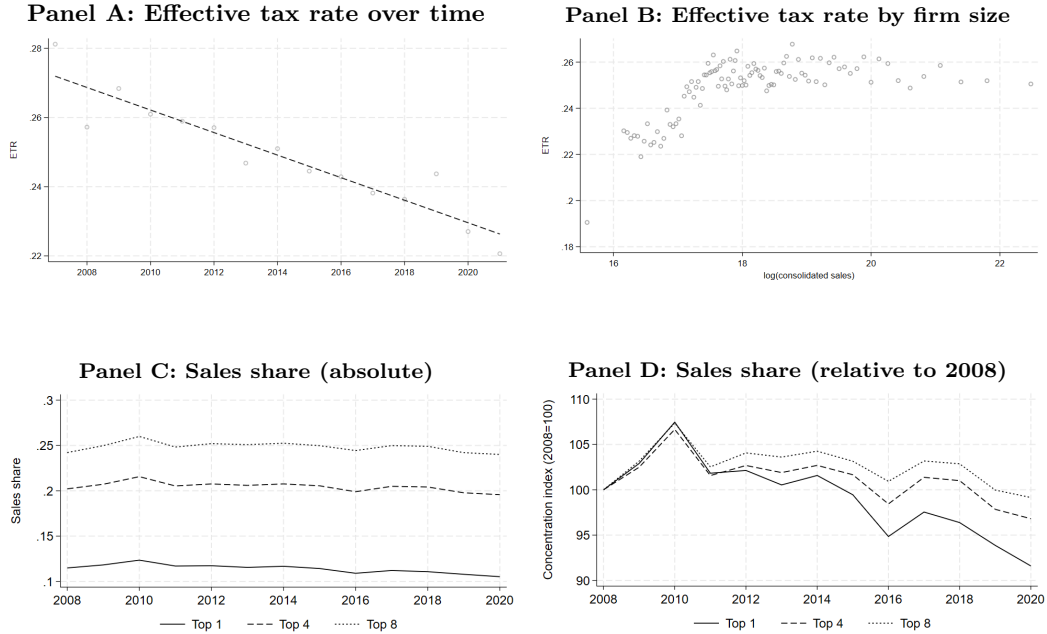 Panel A: Effective tax rate over time
.28
.26
.24
.22
ETR
2008 2010 2012 2014 2016 2018 2020
Panel B: Effective tax rate by firm size
.26
.24
.22
.2
.18
ETR
16 18 20 22
log(consolidated sales)
Panel C: Sales share (absolute)
.3
.25
.2
.15
.1
Sales share
2008 2010 2012 2014 2016 2018 2020
Top 1 Top 4 Top 8
Panel D: Sales share (relative to 2008)
110
105
100
95
90
Concentration index (2008=100)
2008 2010 2012 2014 2016 2018 2020
Top 1 Top 4 Top 8